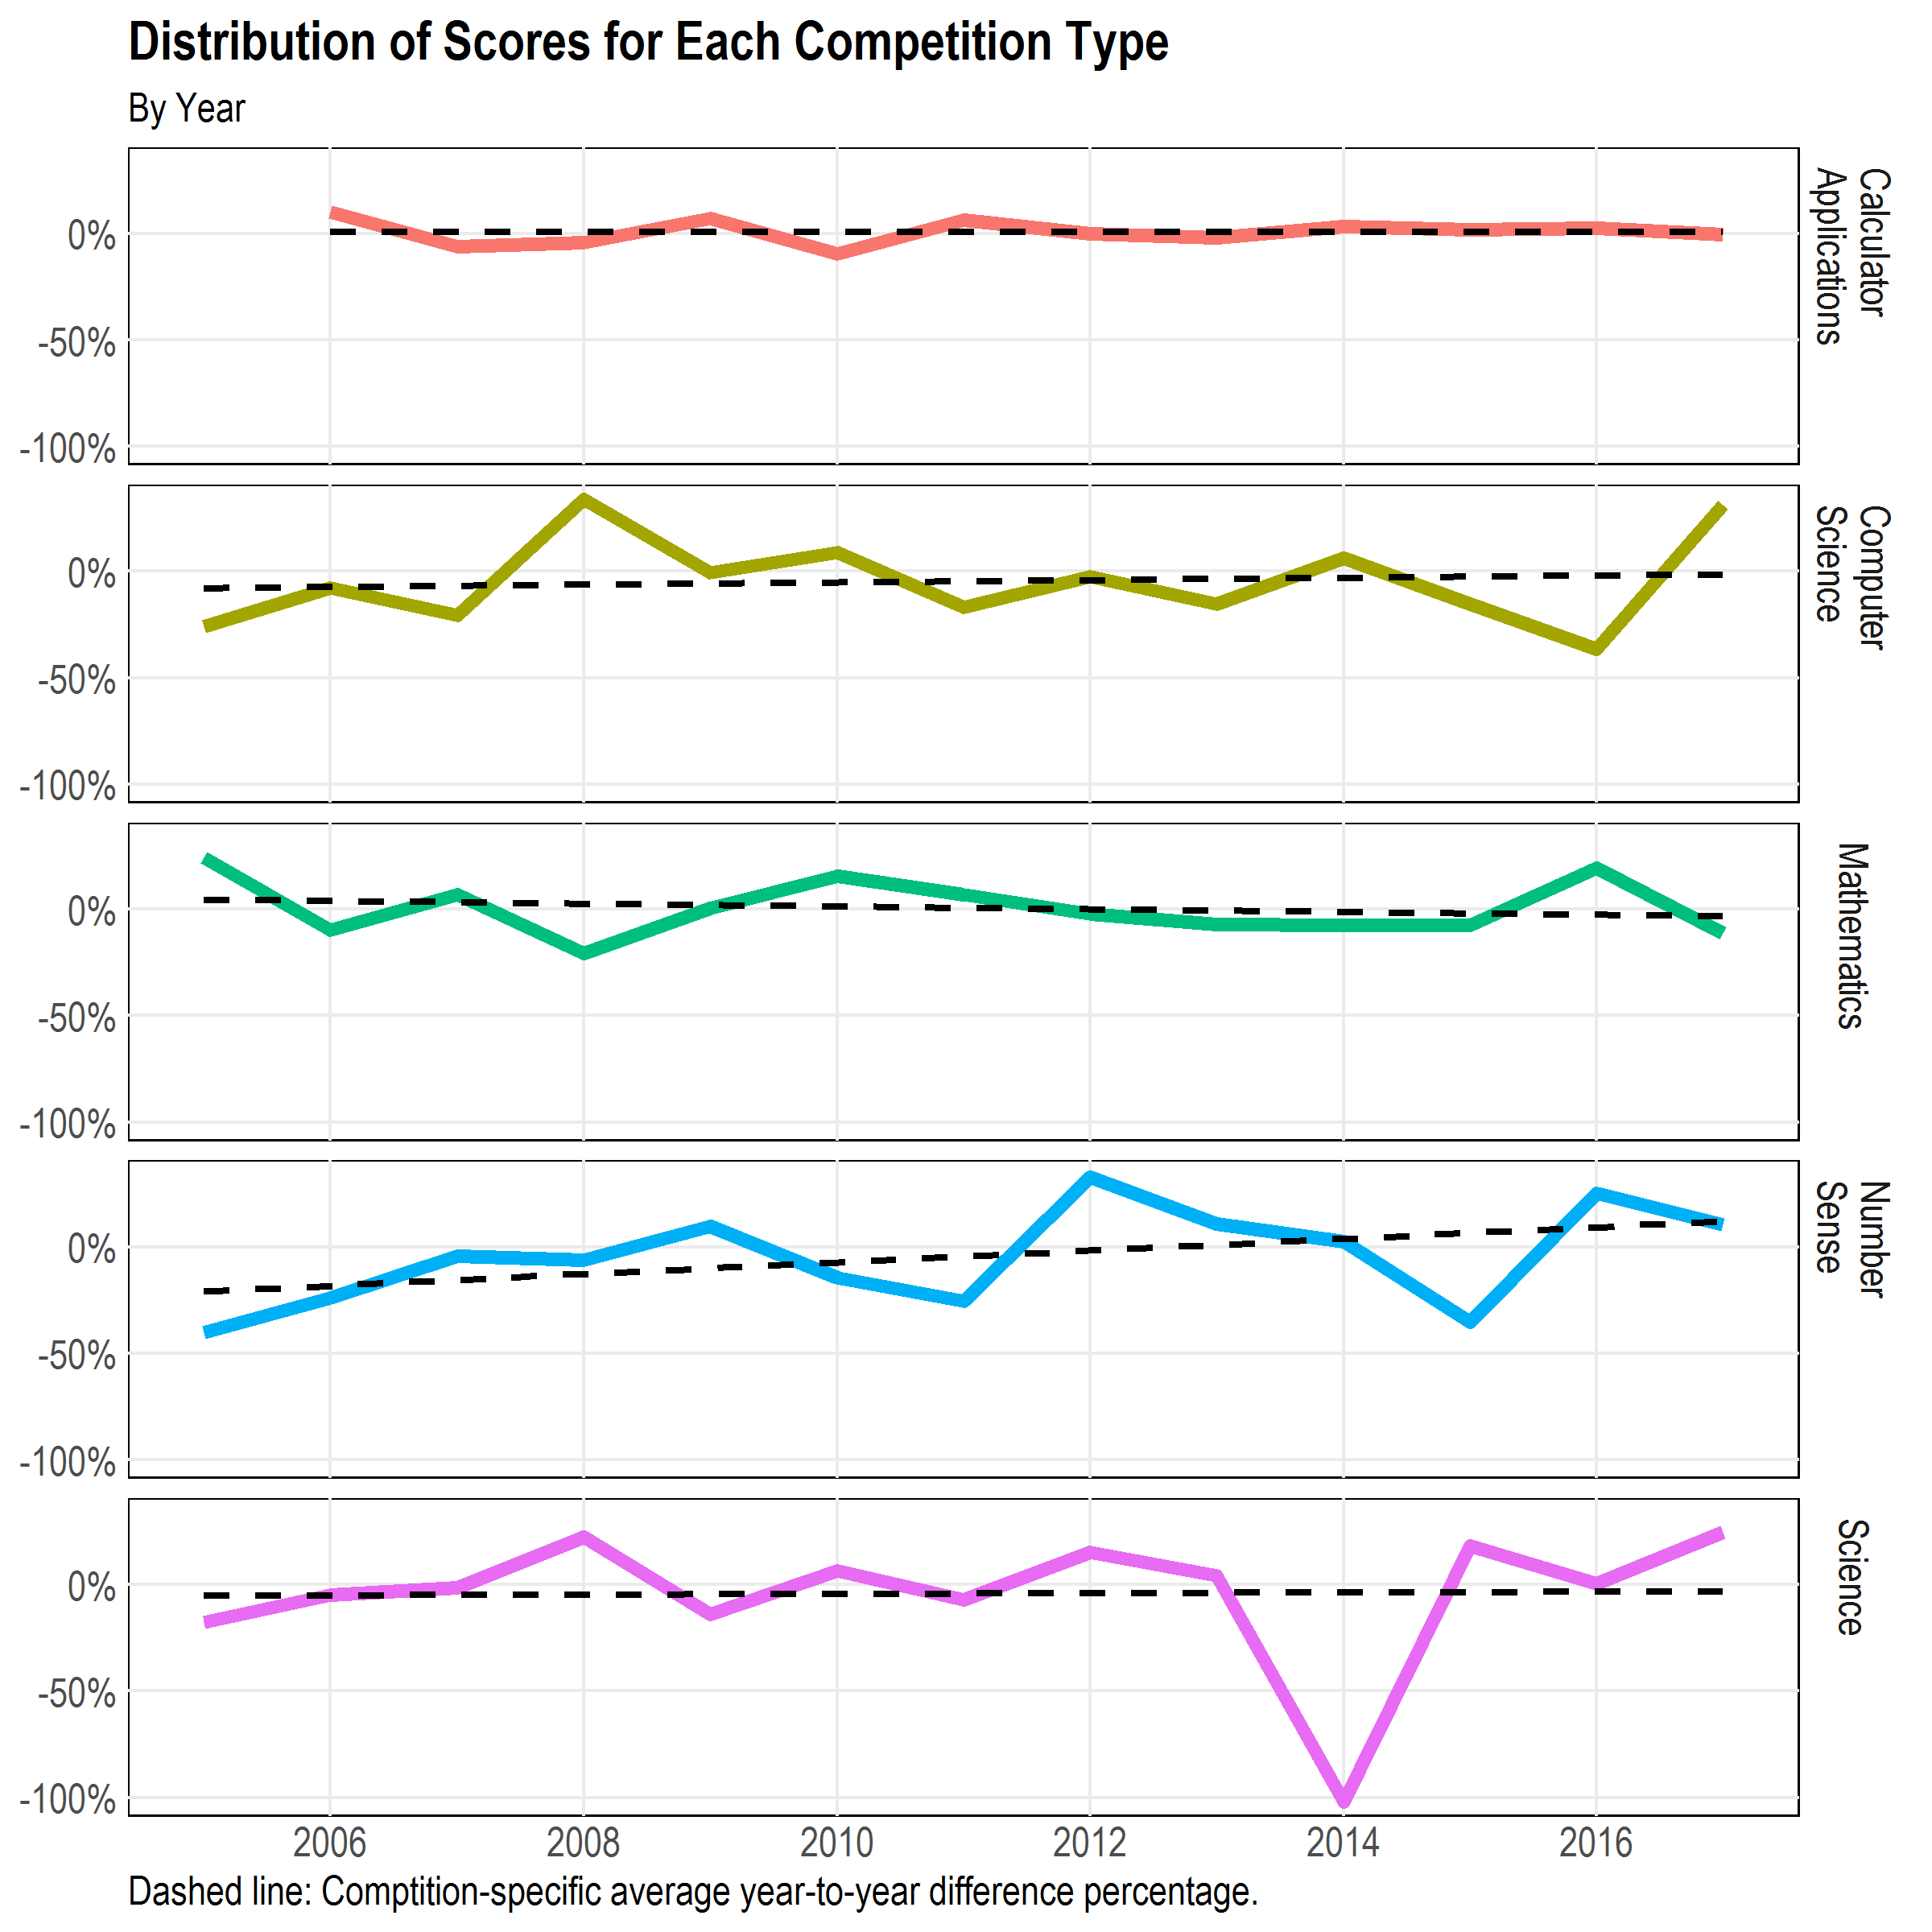 Distribution of Scores for Each Competition Type
By Year
0%
-50%
-100%
Calculator
Applications
0%
-50%
-100%
Computer
Science
0%
-50%
-100%
Mathematics
0%
-50%
-100%
Number
Sense
0%
-50%
-100%
Science
2006 2008 2010 2012 2014 2016
Dashed line: Comptition-specific average year-to-year difference percentage.